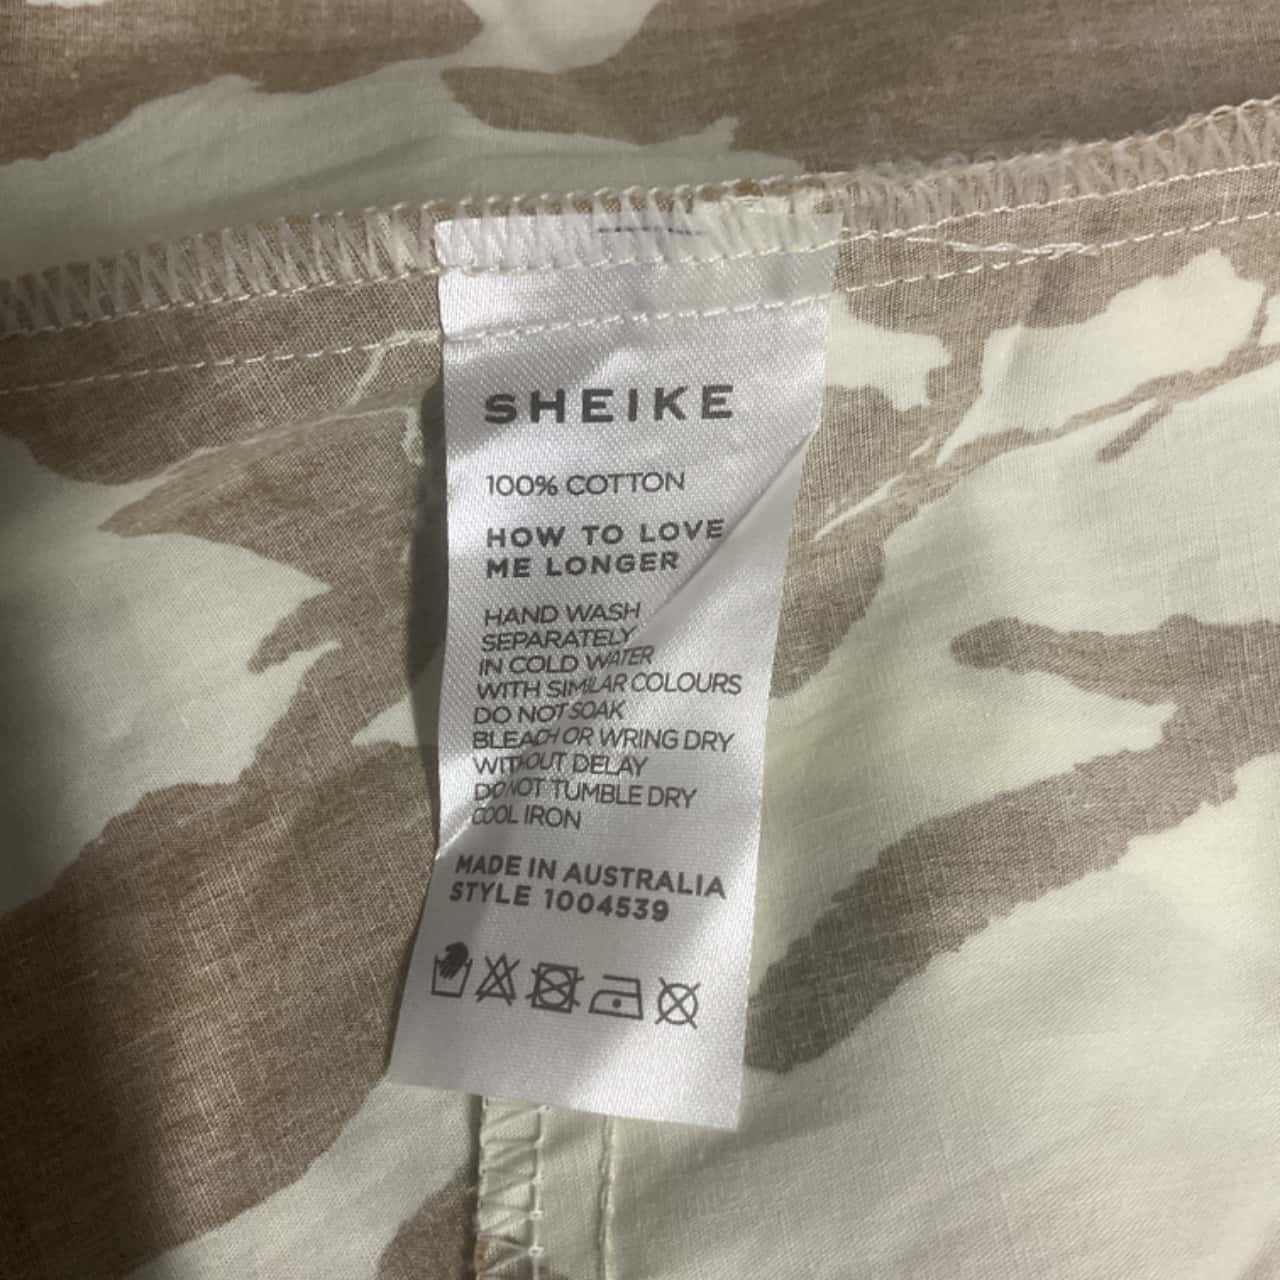 SHEIKE
100% COTTON
HOW TO LOVE
ME LONGER
HAND WASH
SEPARATELY
IN COLD WATER
WITH SIMILAR COLOURS
DO NOT SOAK
BLEACH OR WRING DRY
WITHOUT DELAY
DO NOT TUMBLE DRY
COOL IRON
MADE IN AUSTRALIA
STYLE 1004539